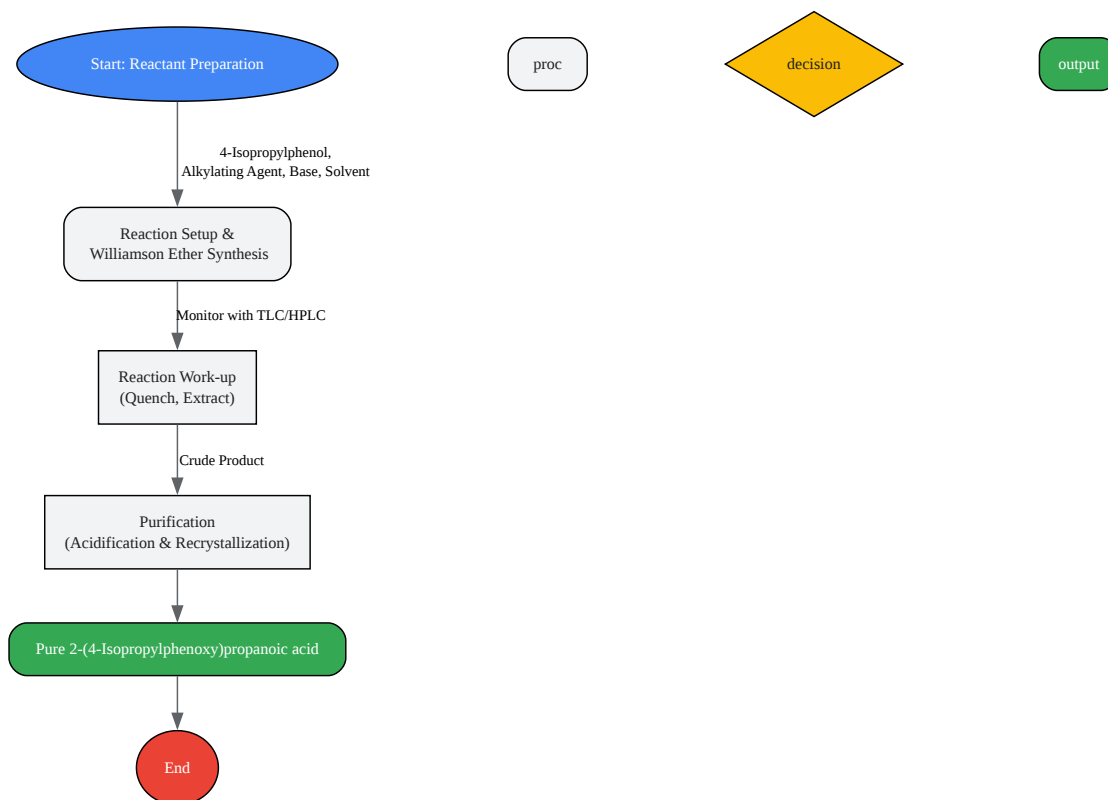 Start: Reactant Preparation
proc
decision
output
4-Isopropylphenol,
Alkylating Agent, Base, Solvent
Reaction Setup &
Williamson Ether Synthesis
Monitor with TLC/HPLC
Reaction Work-up
(Quench, Extract)
Crude Product
Purification
(Acidification & Recrystallization)
Pure 2-(4-Isopropylphenoxy)propanoic acid
End